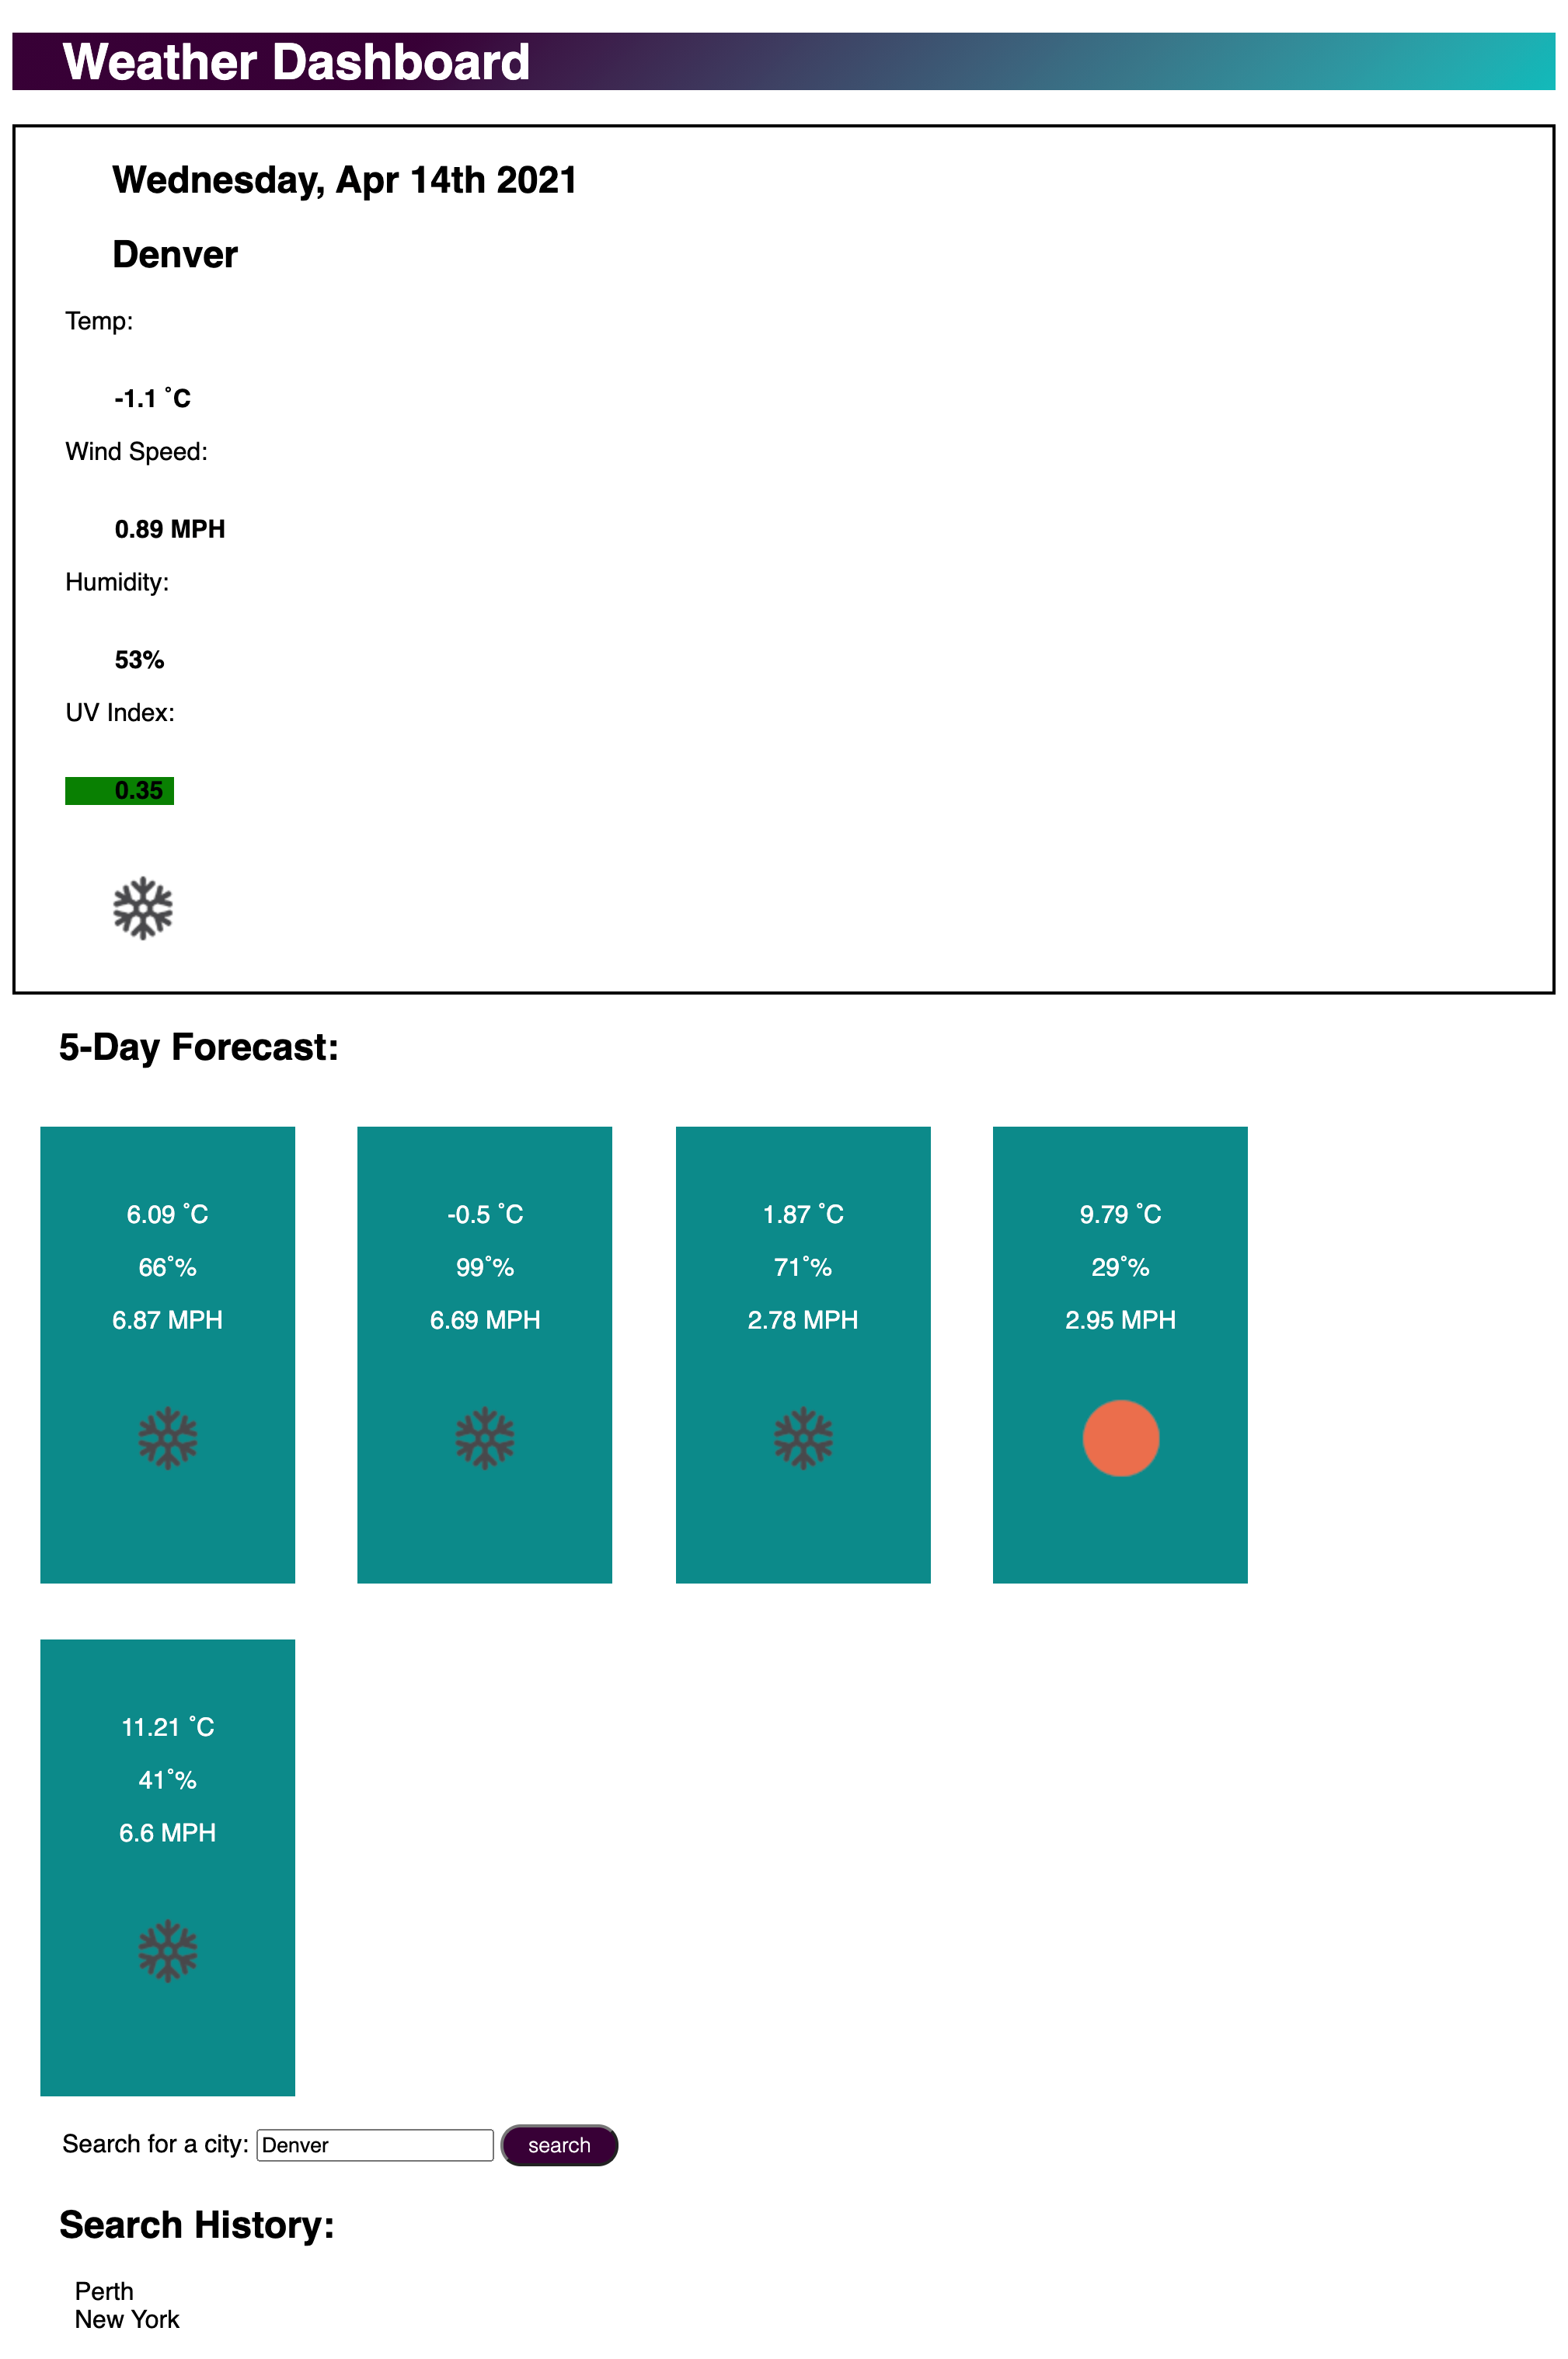 Weather Dashboard
Wednesday, Apr 14th 2021
Denver
Temp:
-1.1 ˚C
Wind Speed:
0.89 MPH
Humidity:
53%
UV Index:
0.35
5-Day Forecast:
6.09 ˚C
66˚%
6.87 MPH
-0.5 ˚C
99˚%
6.69 MPH
1.87 ˚C
71˚%
2.78 MPH
9.79 ˚C
29˚%
2.95 MPH
11.21 ˚C
41˚%
6.6 MPH
Search for a city: Denver search
Search History:
Perth
New York